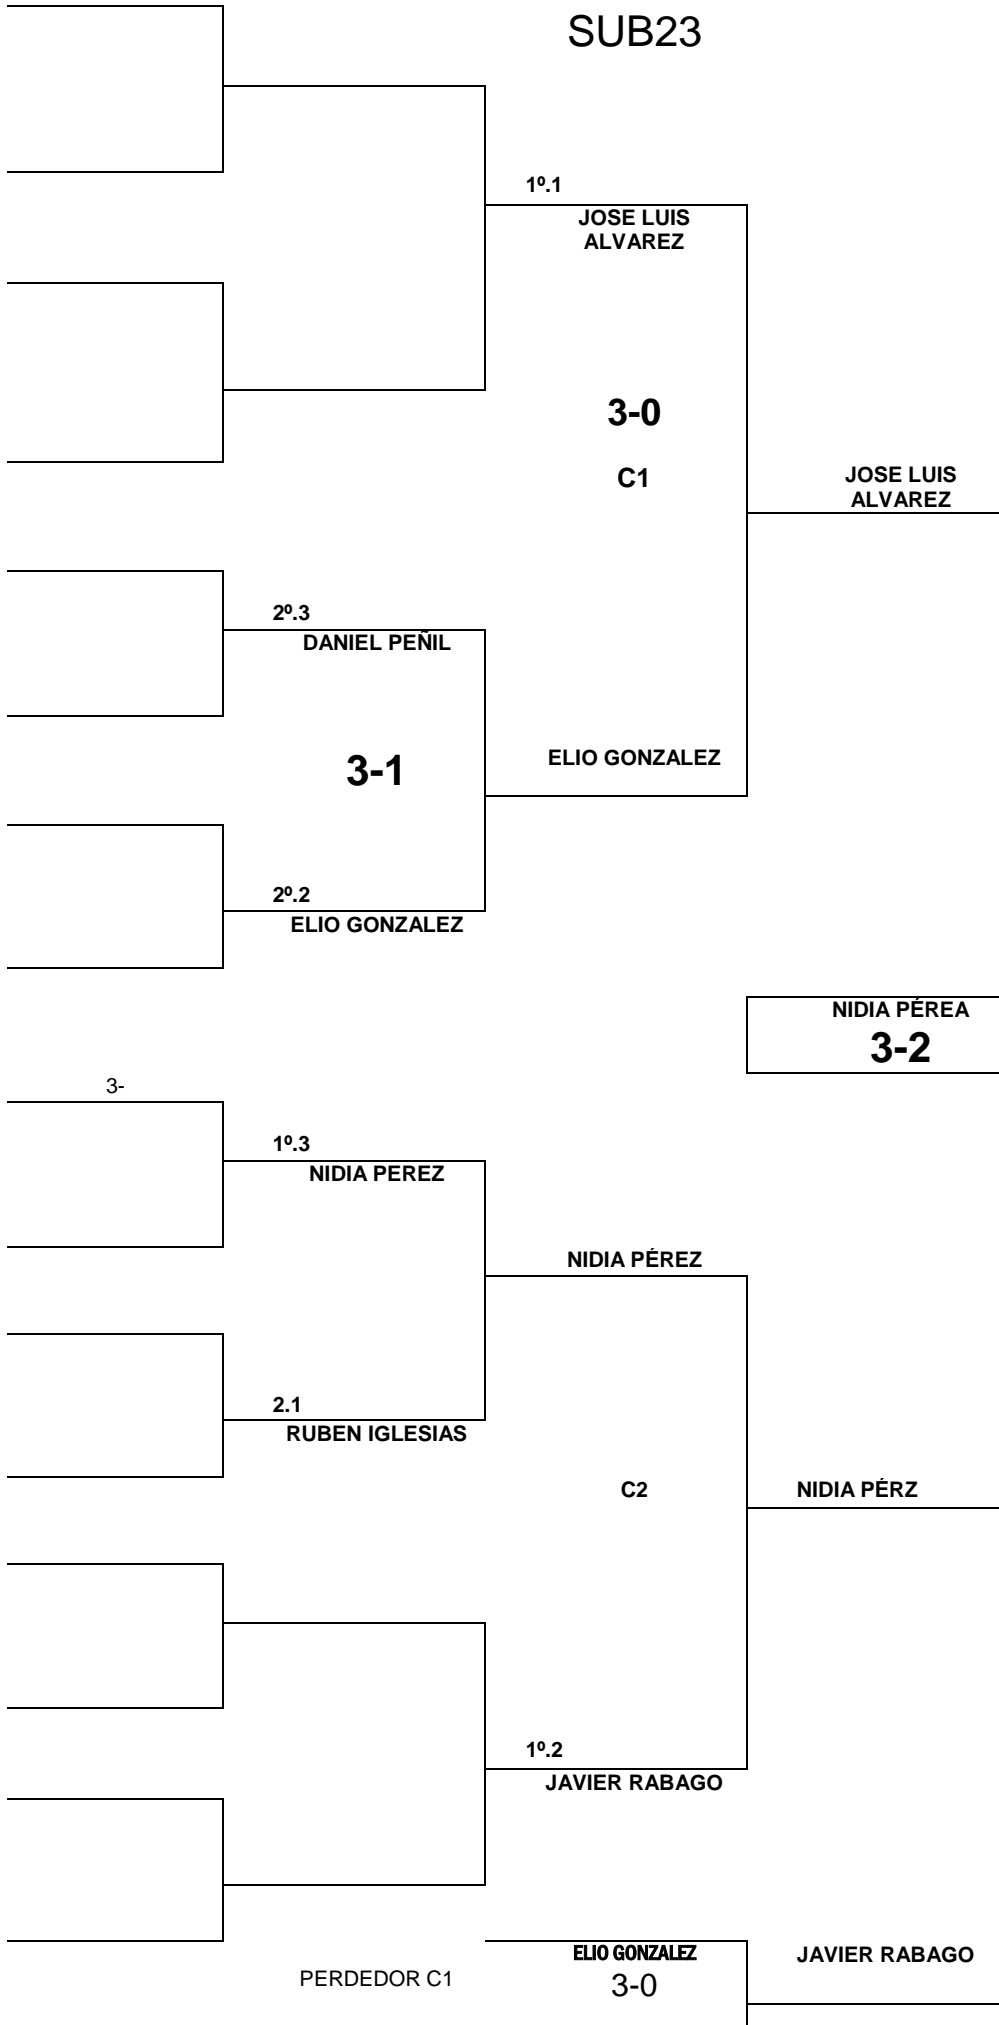 SUB23
1º.1
JOSE LUIS
ALVAREZ
3-0
C1
JOSE LUIS
ALVAREZ
2º.3
DANIEL PEÑIL
3-1
ELIO GONZALEZ
2º.2
ELIO GONZALEZ
NIDIA PÉREA
3-2
3-
1º.3
NIDIA PEREZ
NIDIA PÉREZ
2.1
RUBEN IGLESIAS
C2
NIDIA PÉRZ
1º.2
JAVIER RABAGO
ELIO GONZALEZ
JAVIER RABAGO
PERDEDOR C1
3-0